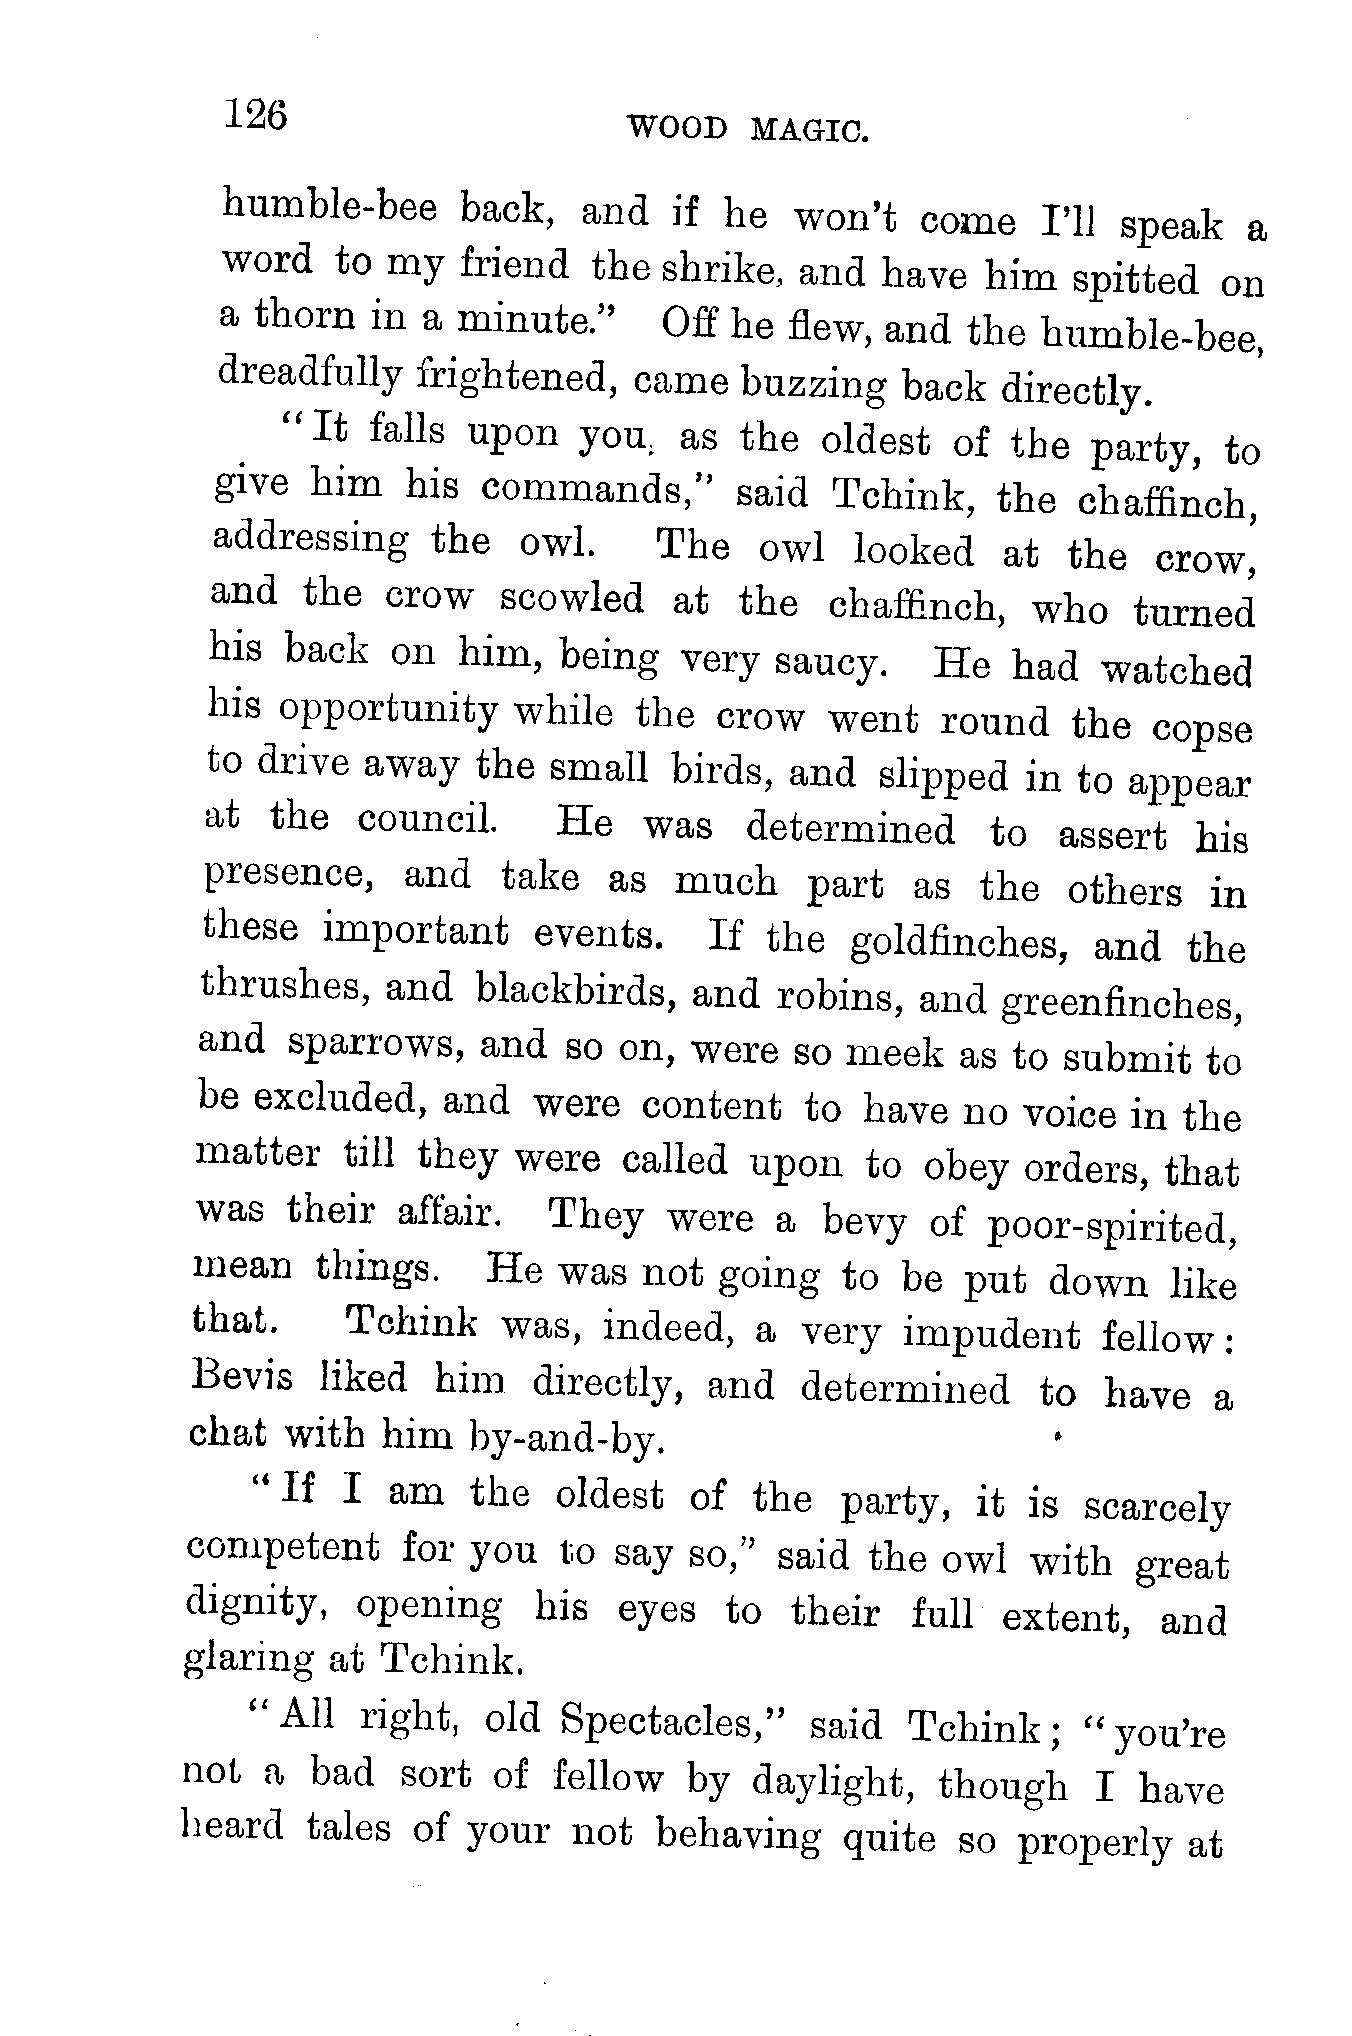 126
WOOD MAGIC.
humble-bee back, and if he won't come I'll speak a
word to my friend the shrike, and have him spitted on
a thorn in a minute." Off he flew, and the humble-bee,
dreadfully frightened, came buzzing back directly.
"It falls upon you, as the oldest of the party, to
give him his commands," said Tchink, the chaffinch,
addressing the owl. The owl looked at the crow,
and the crow scowled at the chaffinch, who turned
his back on him, being very saucy. He had watched
his opportunity while the crow went round the copse
to drive away the small birds, and slipped in to appear
at the council. He was determined to assert his
presence, and take as much part as the others in
these important events. If the goldfinches, and the
thrushes, and blackbirds, and robins, and greenfinches,
and sparrows, and so on, were so meek as to submit to
be excluded, and were content to have no voice in the
matter till they were called upon to obey orders, that
was their affair. They were a bevy of poor-spirited,
mean things. He was not going to be put down like
that. Tchink was, indeed, a very impudent fellow:
Bevis liked him directly, and determined to have a
chat with him by-and-by.
"If I am the oldest of the party, it is scarcely
competent for you to say so," said the owl with great
dignity, opening his eyes to their full extent, and
glaring at Tchink.
"All right, old Spectacles," said Tchink; "you're
not a bad sort of fellow by daylight, though I have
heard tales of your not behaving quite so properly at